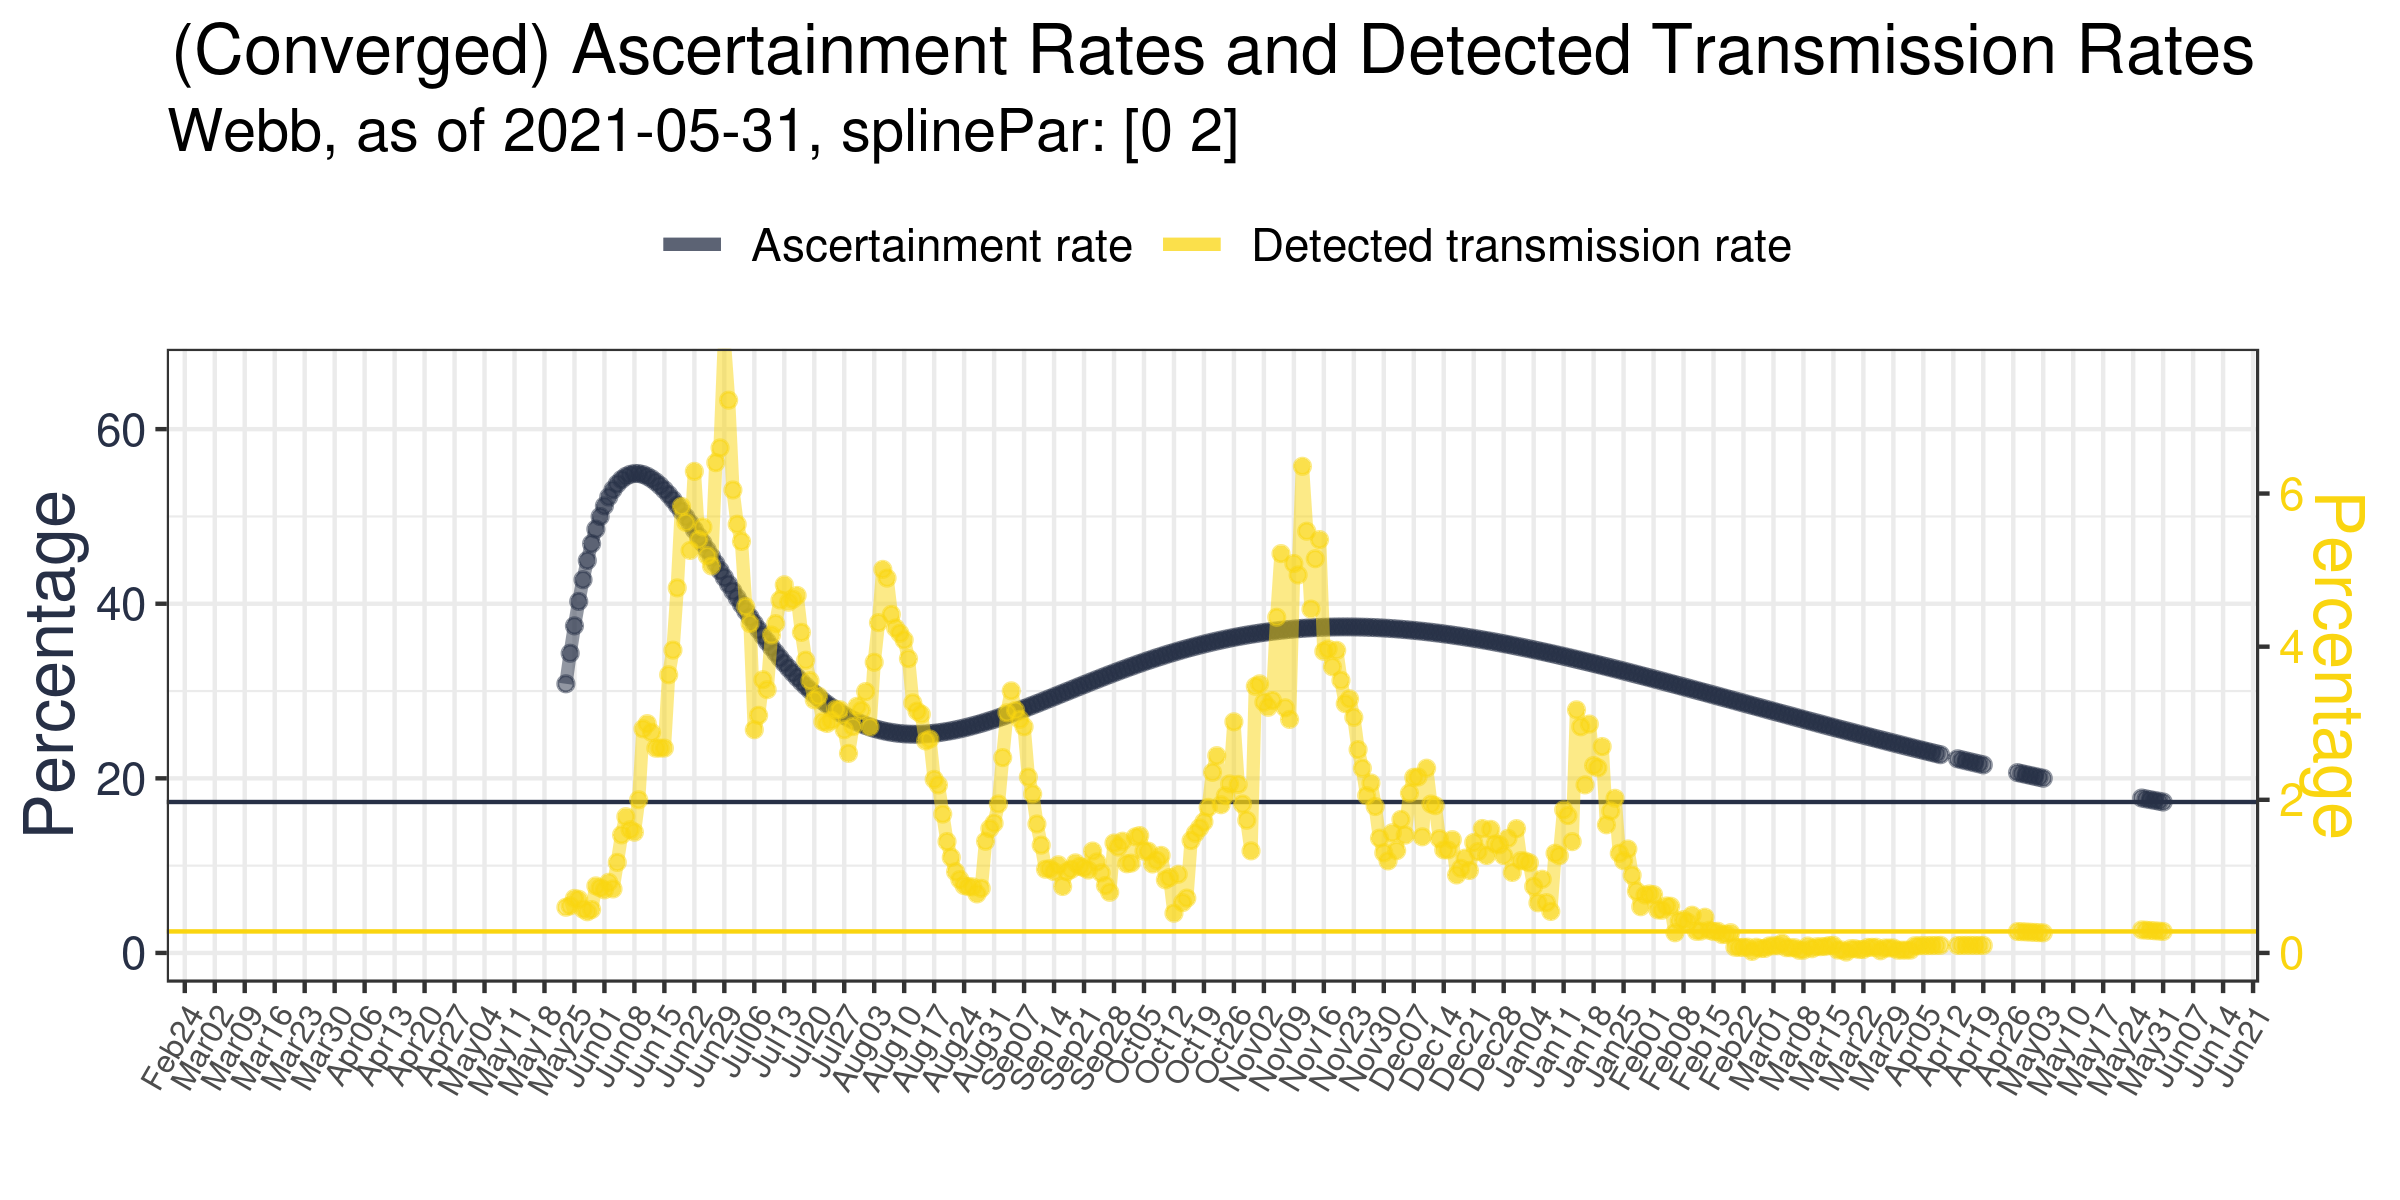 (Converged) Ascertainment Rates and Detected Transmission Rates
Webb, as of 2021-05-31, splinePar: [0 2]
Ascertainment rate Detected transmission rate
Percentage
60
40
20
0
6
4
2
0
Percentage
Feb24 Mar02 Mar09 Mar16 Mar23 Mar30 Apr06 Apr13 Apr20 Apr27 May04 May11 May18 May25 Jun01 Jun08 Jun15 Jun22 Jun29 Jul06 Jul13 Jul20 Jul27 Aug03 Aug10 Aug17 Aug24 Aug31 Sep07 Sep14 Sep21 Sep28 Oct05 Oct12 Oct19 Oct26 Nov02 Nov09 Nov16 Nov23 Nov30 Dec07 Dec14 Dec21 Dec28 Jan04 Jan11 Jan18 Jan25 Feb01 Feb08 Feb15 Feb22 Mar01 Mar08 Mar15 Mar22 Mar29 Apr05 Apr12 Apr19 Apr26 May03 May10 May17 May24 May31 Jun07 Jun14 Jun21